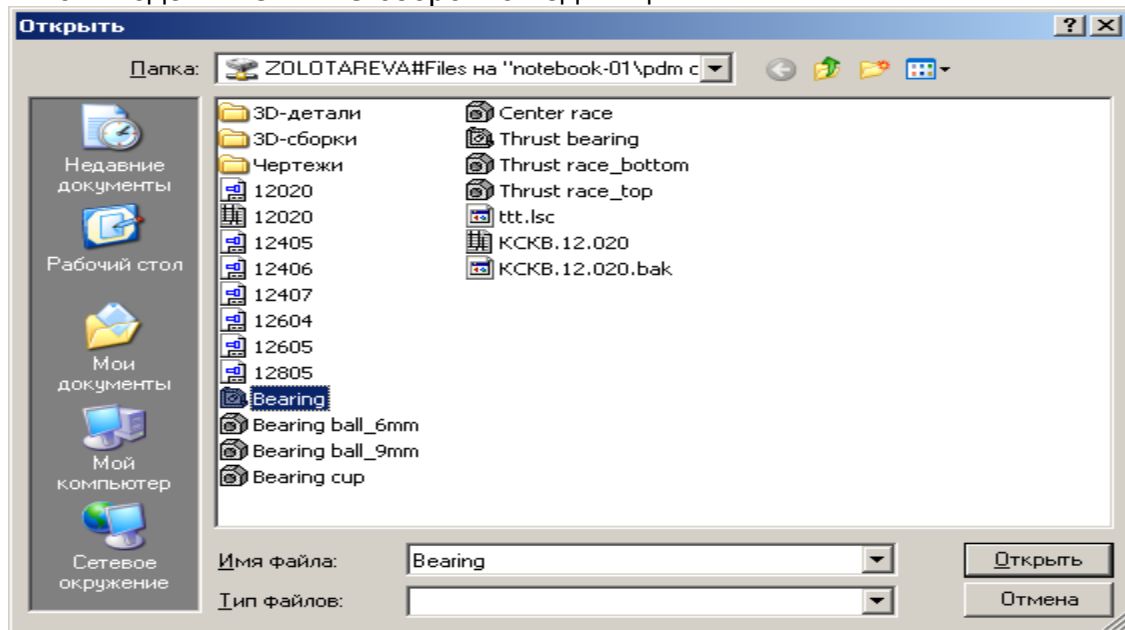 Открыть
Папка: ZOLOTAREVA#Files на "notebook-01\pdm c
Недавние
документы
Рабочий стол
Мои
документы
Мой
компьютер
Сетевое
окружение
3D-детали
3D-сборки
Чертежи
12020
12020
12405
12406
12407
12604
12605
12805
Bearing
Bearing ball_6mm
Bearing ball_9mm
Bearing cup
Center race
Thrust bearing
Thrust race_bottom
Thrust race_top
ttt.lsc
КСКВ.12.020
КСКВ.12.020.bak
Имя файла: Bearing
Открыть
Тип файлов:
Отмена